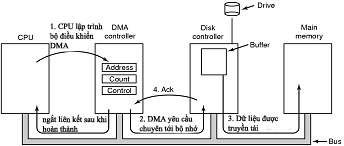 Drive
1. CPU lập trình
bộ điều khiển
DMA
CPU
DMA
controller
Disk
controller
Main
memory
Buffer
Address
Count
Control
4. Ack
ngắt liên kết sau khi
hoàn thành
2. DMA yêu cầu
chuyển tới bộ nhớ
3. Dữ liệu được
truyền tải
Bus